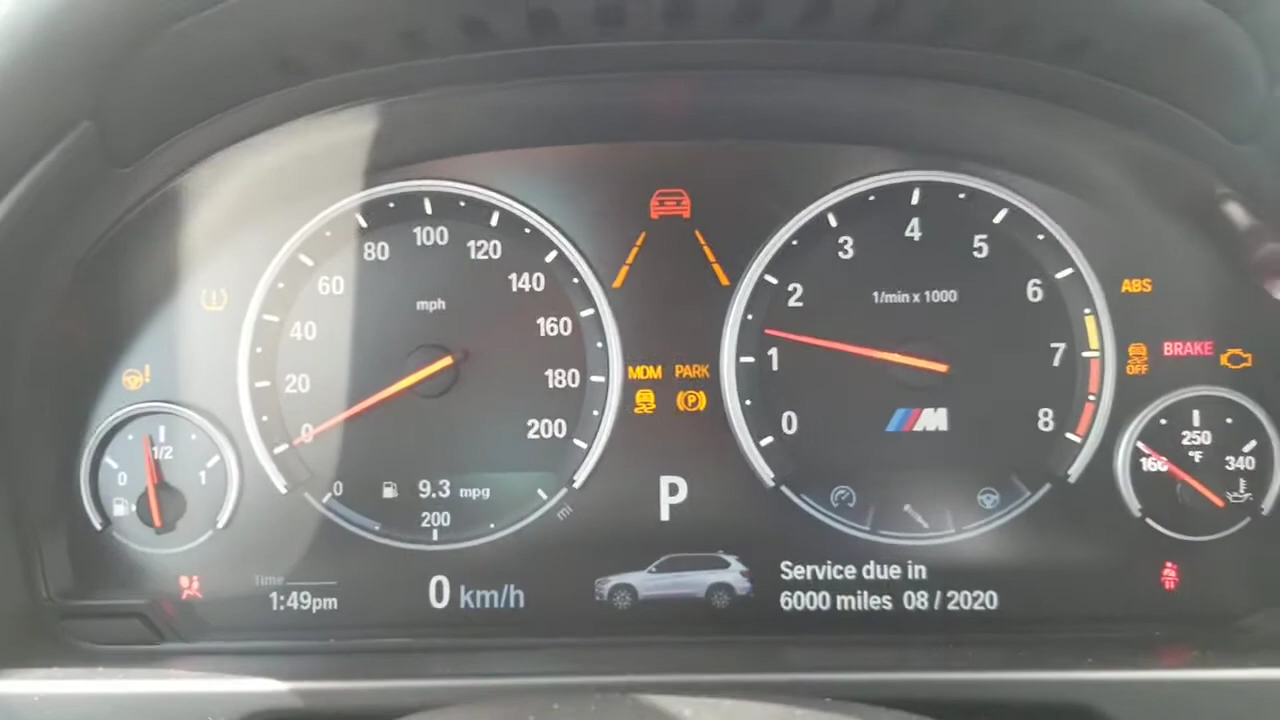 80 100 120
60 140
mph
40 160
20 180
0 200
0 9.3 mpg
200 mi
1/2
0 1
Time
1:49pm
0 km/h
MDM PARK
P
P
3 4 5
2 6
1/min x 1000
1 7
0 8
M
Service due in
6000 miles 08 / 2020
ABS
OFF BRAKE
250
°F
160 340